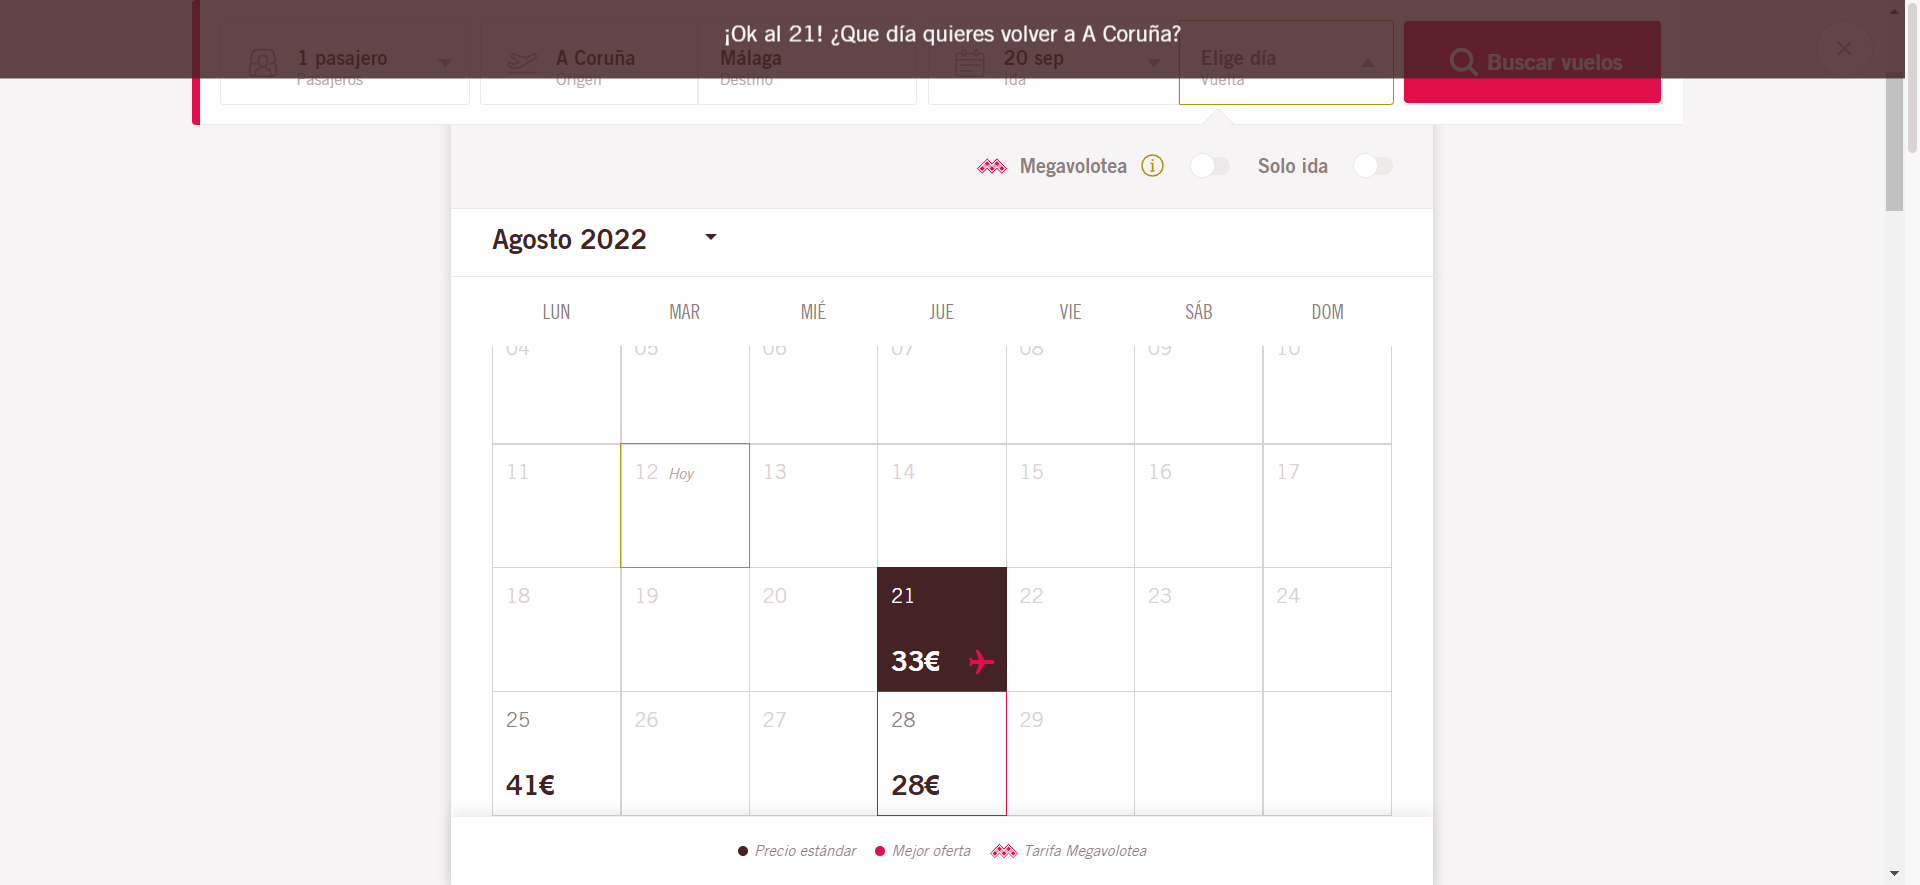 ¡Ok al 21! ¿Que día quieres volver a A Coruña?
1 pasajero
Pasajeros
A Coruña
Origen
Málaga
Destino
20 sep
Ida
Elige día
Vuelta
Buscar vuelos
Megavolotea
Solo ida
Agosto 2022
LUN MAR MIÉ JUE VIE SÁB DOM
04 05 06 07 08 09 10
11 12 Hoy 13 14 15 16 17
18 19 20 21 22 23 24
33€
25 26 27 28 29
41€ 28€
Precio estándar Mejor oferta Tarifa Megavolotea